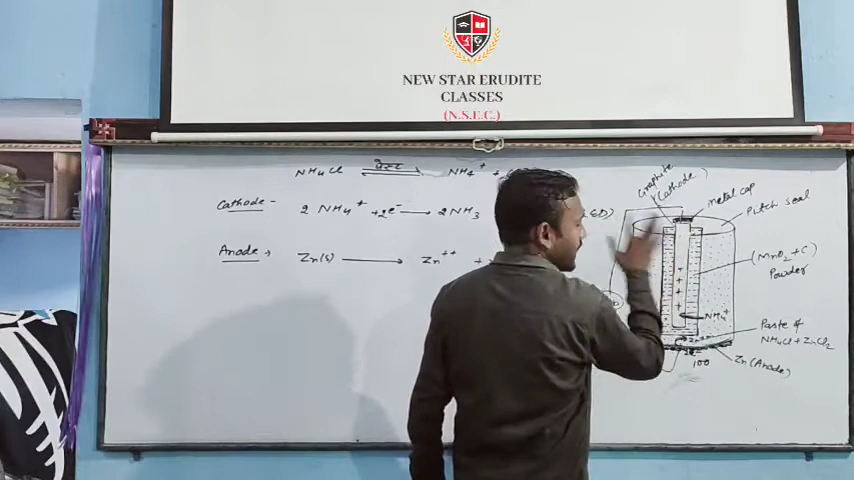 NEW STAR ERUDITE
CLASSES
(N.S.E.C.)
NH4Cl ⇌ NH4+ +
Cathode - 2NH4+ + 2e- → 2NH3
Anode → Zn(s) → Zn++ +
Graphite
(Cathode)
metal cap
Pitch seal
(MnO2 + C)
Powder
NH4+
Paste of
NH4Cl + ZnCl2
Zn (Anode)
100